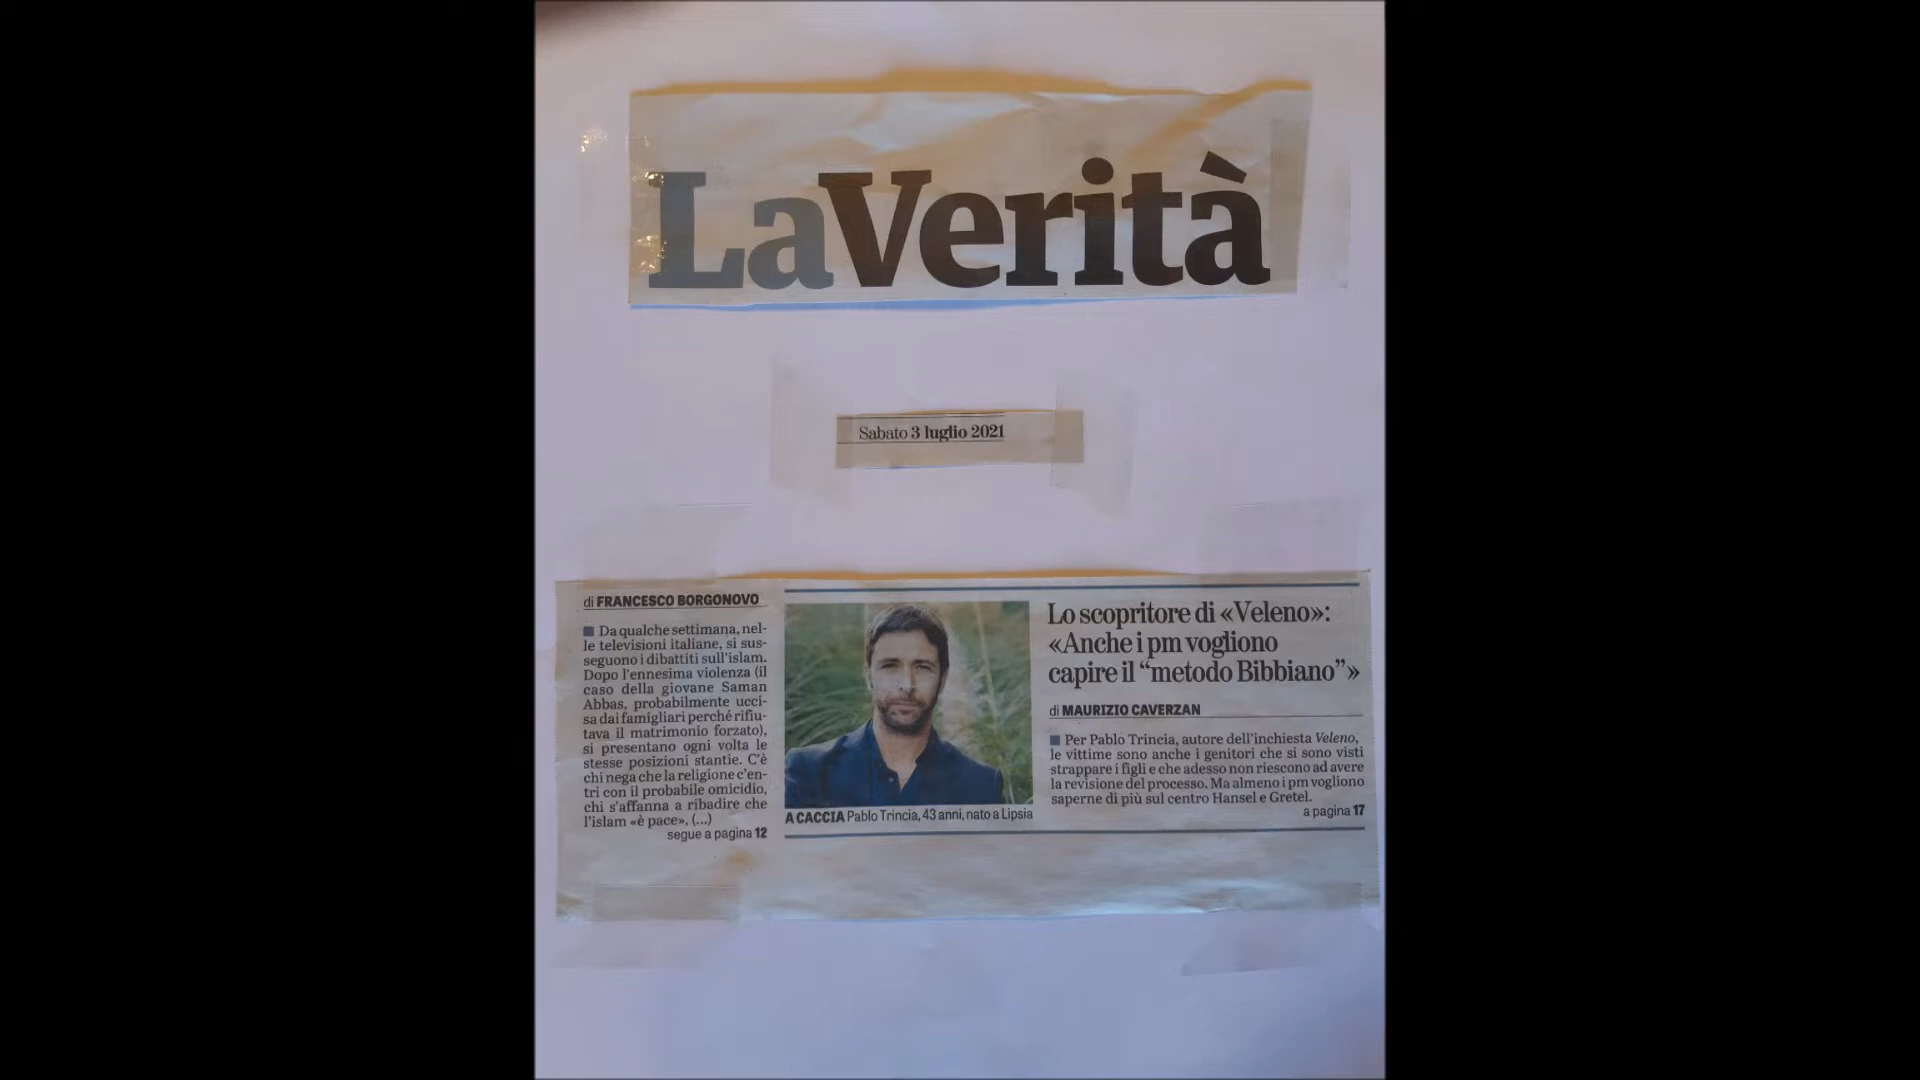 LaVerità
Sabato 3 luglio 2021
di FRANCESCO BORGONOVO
Da qualche settimana, nel-
le televisioni italiane, si sus-
seguono i dibattiti sull'islam.
Dopo l'ennesima violenza (il
caso della giovane Saman
Abbas, probabilmente ucci-
sa dai famigliari perché rifiu-
tava il matrimonio forzato),
si presentano ogni volta le
stesse posizioni stantie. C'è
chi nega che la religione c'en-
tri con il probabile omicidio,
chi s'affanna a ribadire che
l'islam «è pace», (...)
segue a pagina 12
A CACCIA Pablo Trincia, 43 anni, nato a Lipsia
Lo scopritore di «Veleno»:
«Anche i pm vogliono
capire il “metodo Bibbiano”»
di MAURIZIO CAVERZAN
Per Pablo Trincia, autore dell'inchiesta Veleno,
le vittime sono anche i genitori che si sono visti
strappare i figli e che adesso non riescono ad avere
la revisione del processo. Ma almeno i pm vogliono
saperne di più sul centro Hansel e Gretel.
a pagina 17